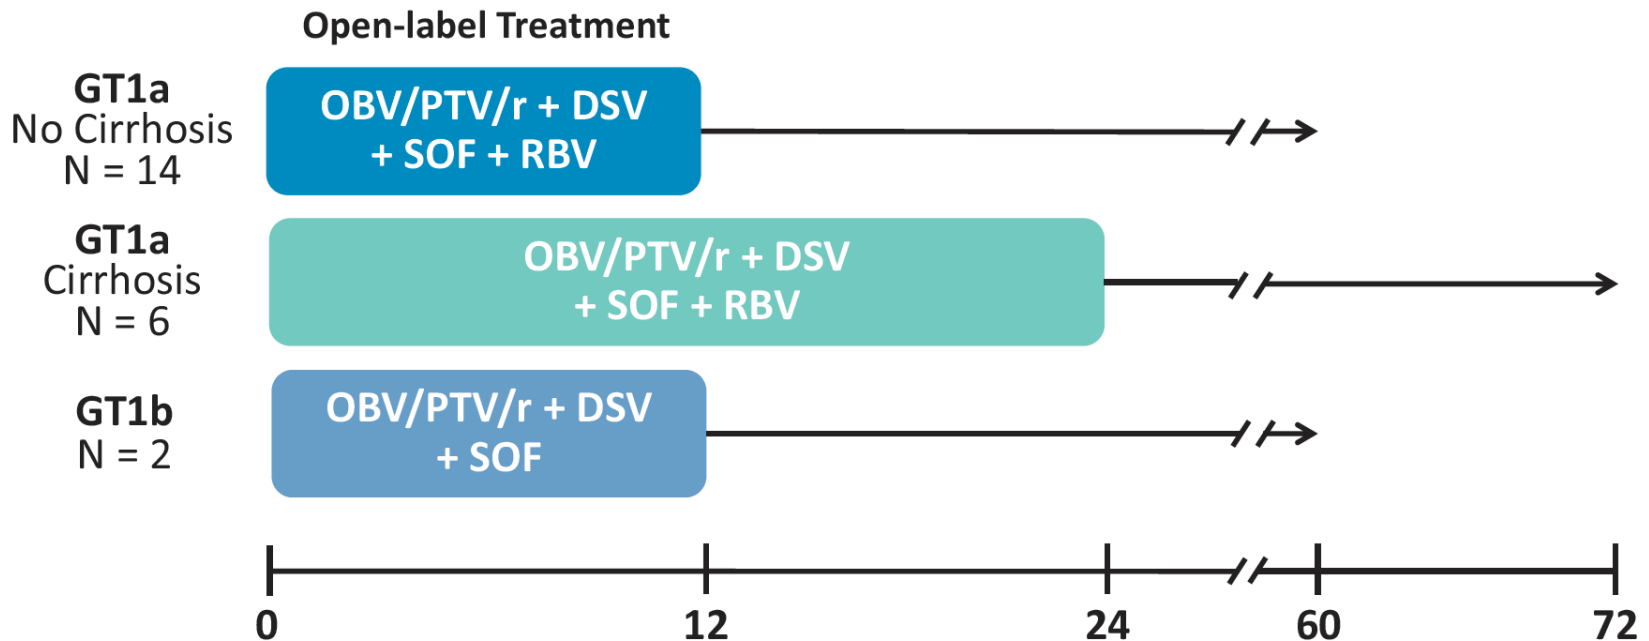 Open-label Treatment
GT1a
No Cirrhosis
N = 14
OBV/PTV/r + DSV
+ SOF + RBV
GT1a
Cirrhosis
N = 6
OBV/PTV/r + DSV
+ SOF + RBV
GT1b
N = 2
OBV/PTV/r + DSV
+ SOF
0 12 24 60 72